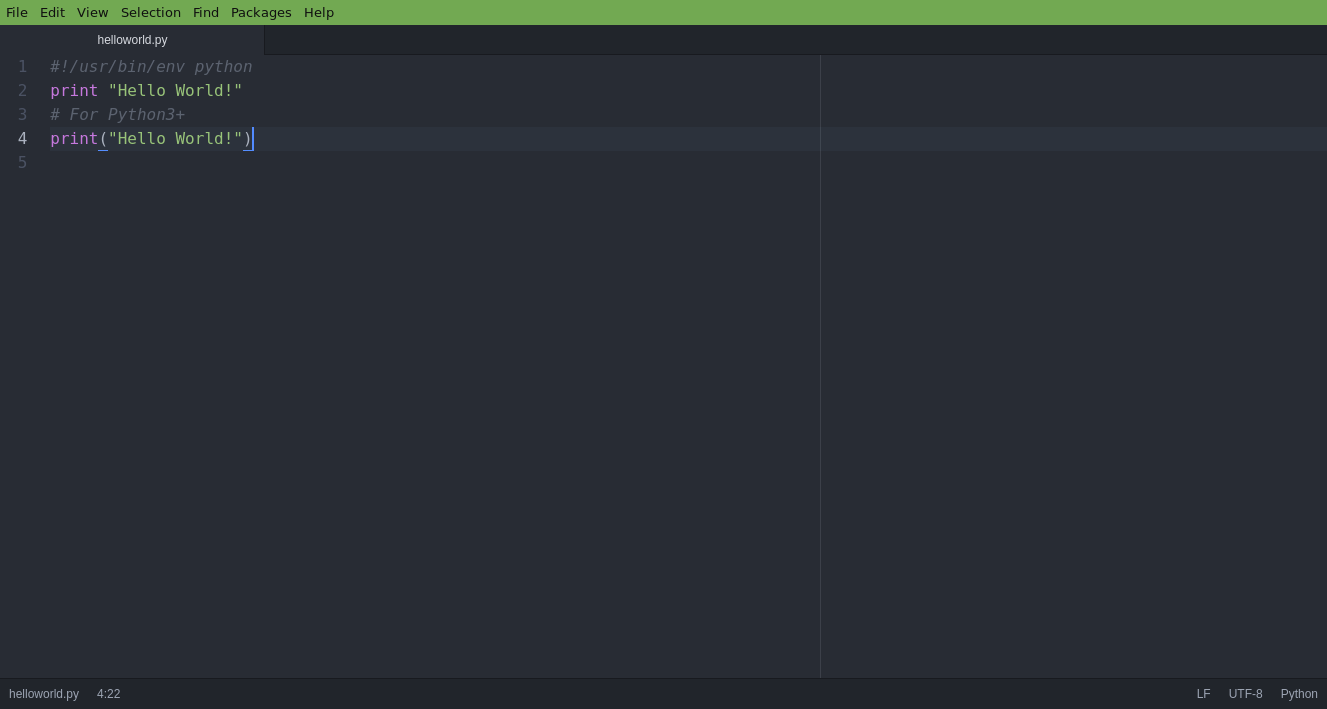 File Edit View Selection Find Packages Help
helloworld.py
1 #!/usr/bin/env python
2 print "Hello World!"
3 # For Python3+
4 print("Hello World!")
5
helloworld.py 4:22 LF UTF-8 Python